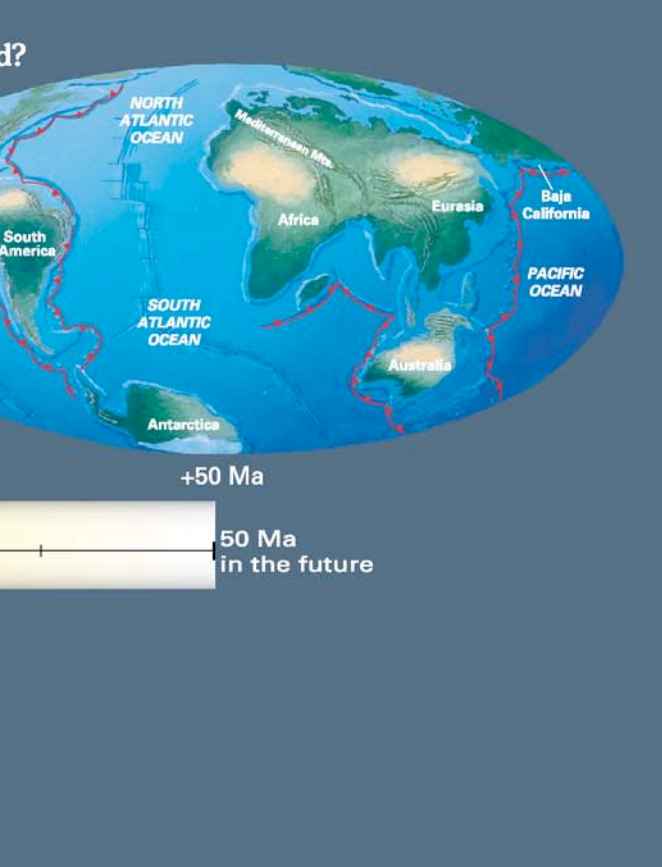 d?
NORTH
ATLANTIC
OCEAN
Mediterranean Mts.
Africa
Eurasia
Baja
California
South
America
PACIFIC
OCEAN
SOUTH
ATLANTIC
OCEAN
Australia
Antarctica
+50 Ma
50 Ma
in the future